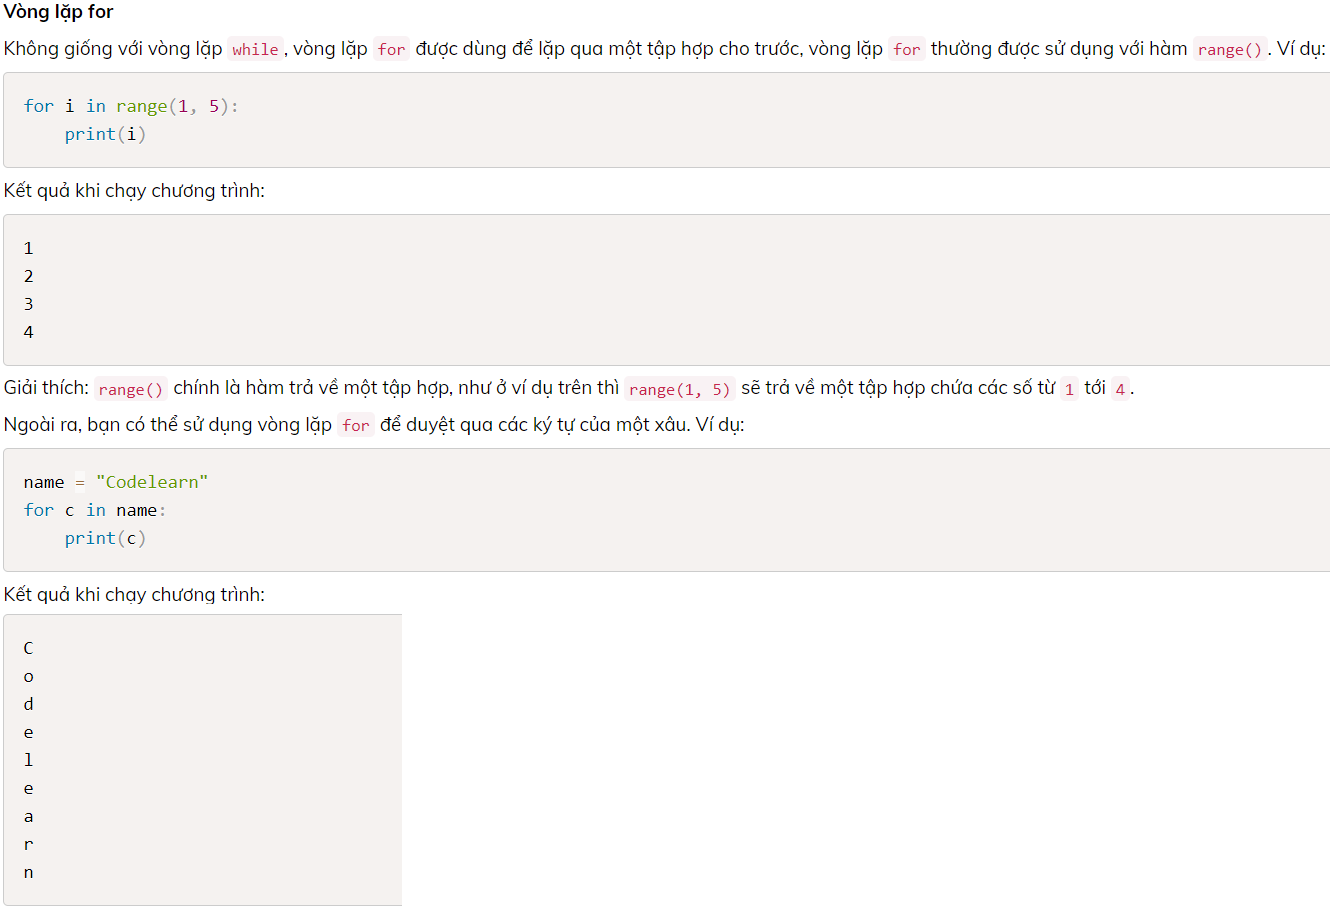 Vòng lặp for
Không giống với vòng lặp while, vòng lặp for được dùng để lặp qua một tập hợp cho trước, vòng lặp for thường được sử dụng với hàm range(). Ví dụ:
for i in range(1, 5):
    print(i)
Kết quả khi chạy chương trình:
1
2
3
4
Giải thích: range() chính là hàm trả về một tập hợp, như ở ví dụ trên thì range(1, 5) sẽ trả về một tập hợp chứa các số từ 1 tới 4.
Ngoài ra, bạn có thể sử dụng vòng lặp for để duyệt qua các ký tự của một xâu. Ví dụ:
name = "Codelearn"
for c in name:
    print(c)
Kết quả khi chạy chương trình:
C
o
d
e
l
e
a
r
n